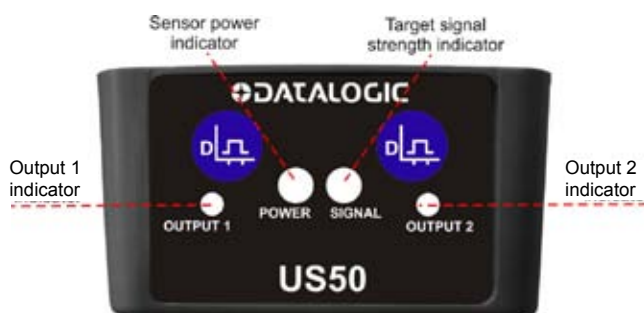 Sensor power
indicator
Target signal
strength indicator
DATALOGIC
D
D
Output 1
indicator
Output 2
indicator
POWER
SIGNAL
OUTPUT 1
OUTPUT 2
US50